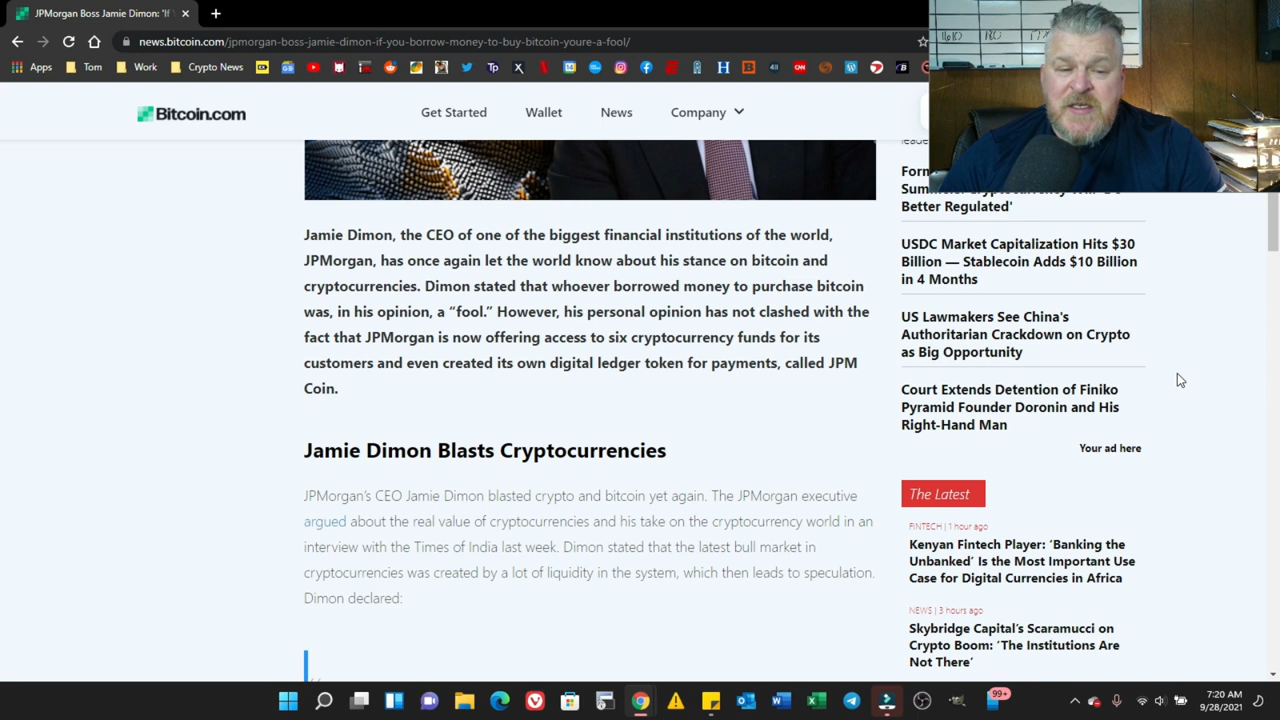 JPMorgan Boss Jamie Dimon: 'If
news.bitcoin.com/jpmorgan-boss-jamie-dimon-if-you-borrow-money-to-buy-bitcoin-youre-a-fool/
Apps Tom Work Crypto News
Bitcoin.com
Get Started Wallet News Company
Jamie Dimon, the CEO of one of the biggest financial institutions of the world,
JPMorgan, has once again let the world know about his stance on bitcoin and
cryptocurrencies. Dimon stated that whoever borrowed money to purchase bitcoin
was, in his opinion, a “fool.” However, his personal opinion has not clashed with the
fact that JPMorgan is now offering access to six cryptocurrency funds for its
customers and even created its own digital ledger token for payments, called JPM
Coin.
Jamie Dimon Blasts Cryptocurrencies
JPMorgan’s CEO Jamie Dimon blasted crypto and bitcoin yet again. The JPMorgan executive
argued about the real value of cryptocurrencies and his take on the cryptocurrency world in an
interview with the Times of India last week. Dimon stated that the latest bull market in
cryptocurrencies was created by a lot of liquidity in the system, which then leads to speculation.
Dimon declared:
Better Regulated'
USDC Market Capitalization Hits $30
Billion — Stablecoin Adds $10 Billion
in 4 Months
US Lawmakers See China's
Authoritarian Crackdown on Crypto
as Big Opportunity
Court Extends Detention of Finiko
Pyramid Founder Doronin and His
Right-Hand Man
Your ad here
The Latest
FINTECH | 1 hour ago
Kenyan Fintech Player: ‘Banking the
Unbanked’ Is the Most Important Use
Case for Digital Currencies in Africa
NEWS | 3 hours ago
Skybridge Capital’s Scaramucci on
Crypto Boom: ‘The Institutions Are
Not There’
99+
7:20 AM
9/28/2021